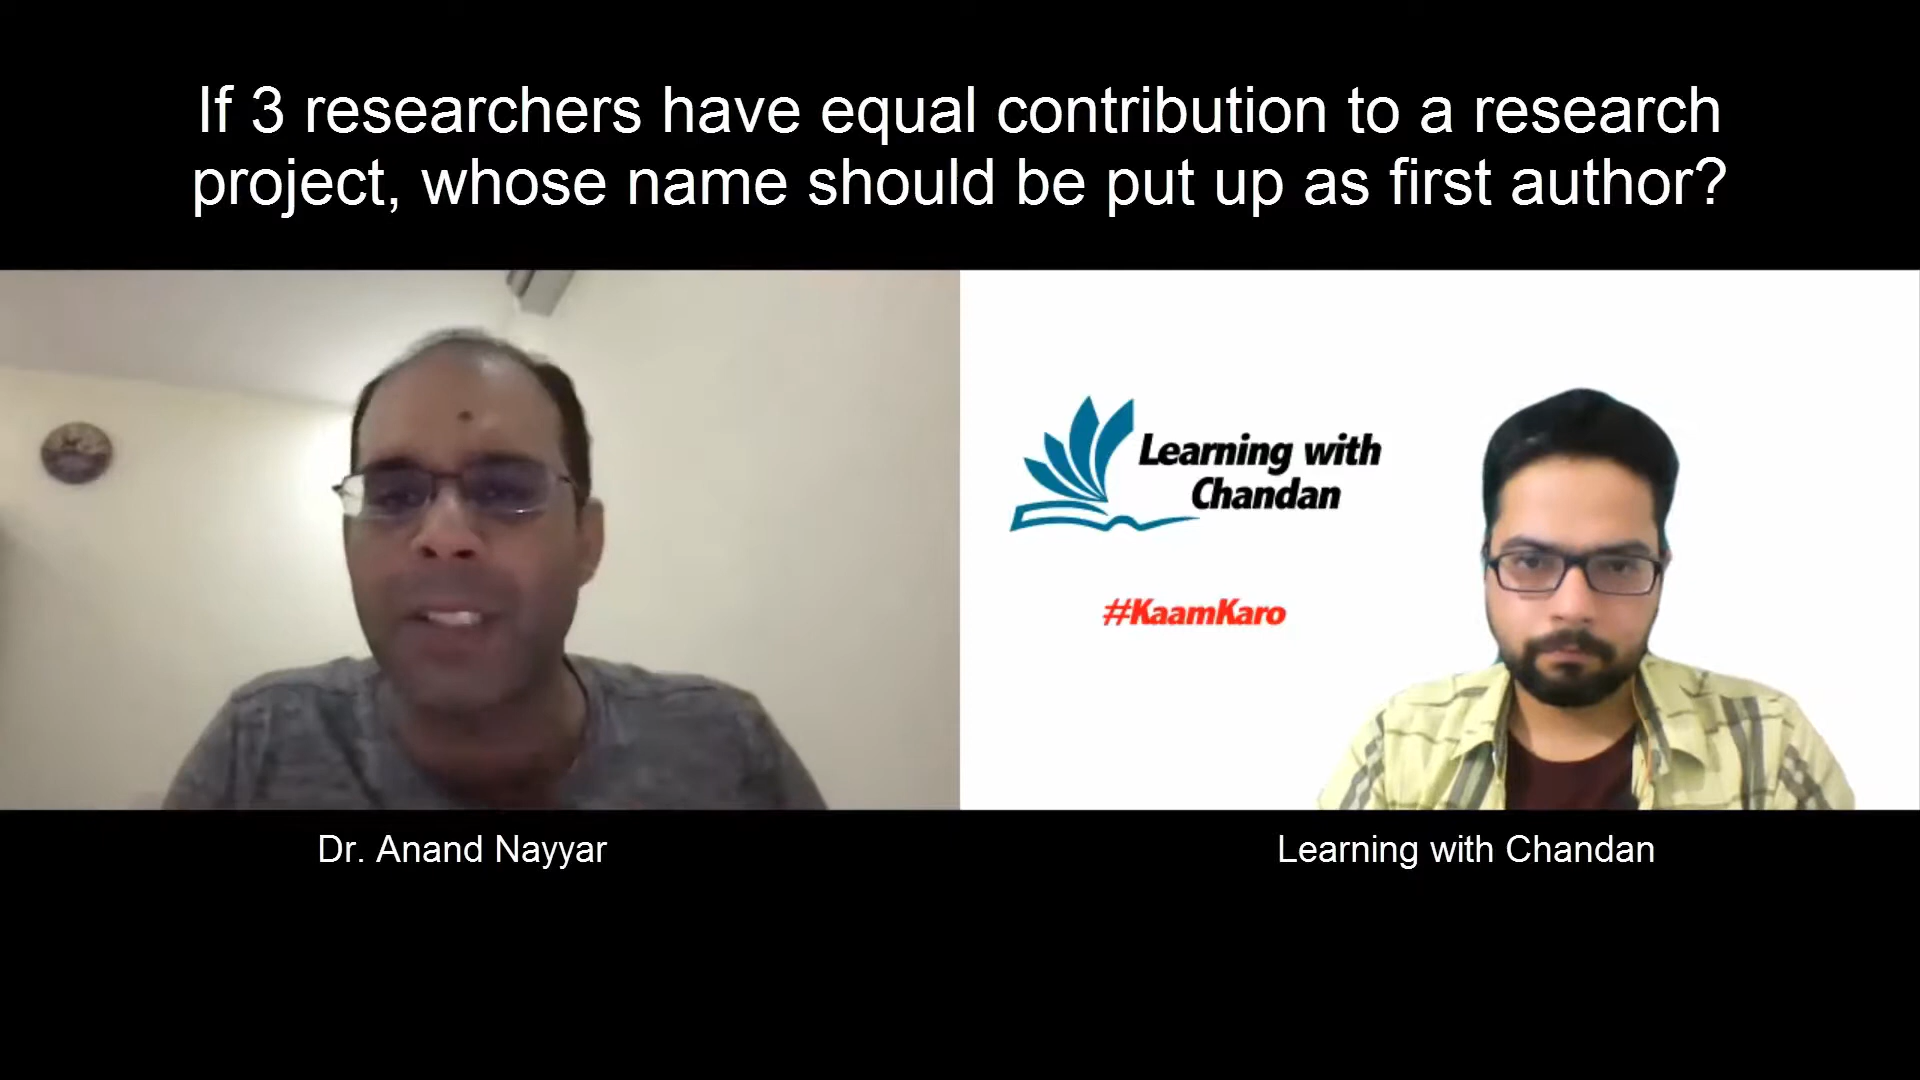 If 3 researchers have equal contribution to a research
project, whose name should be put up as first author?
Learning with
Chandan
#KaamKaro
Dr. Anand Nayyar
Learning with Chandan